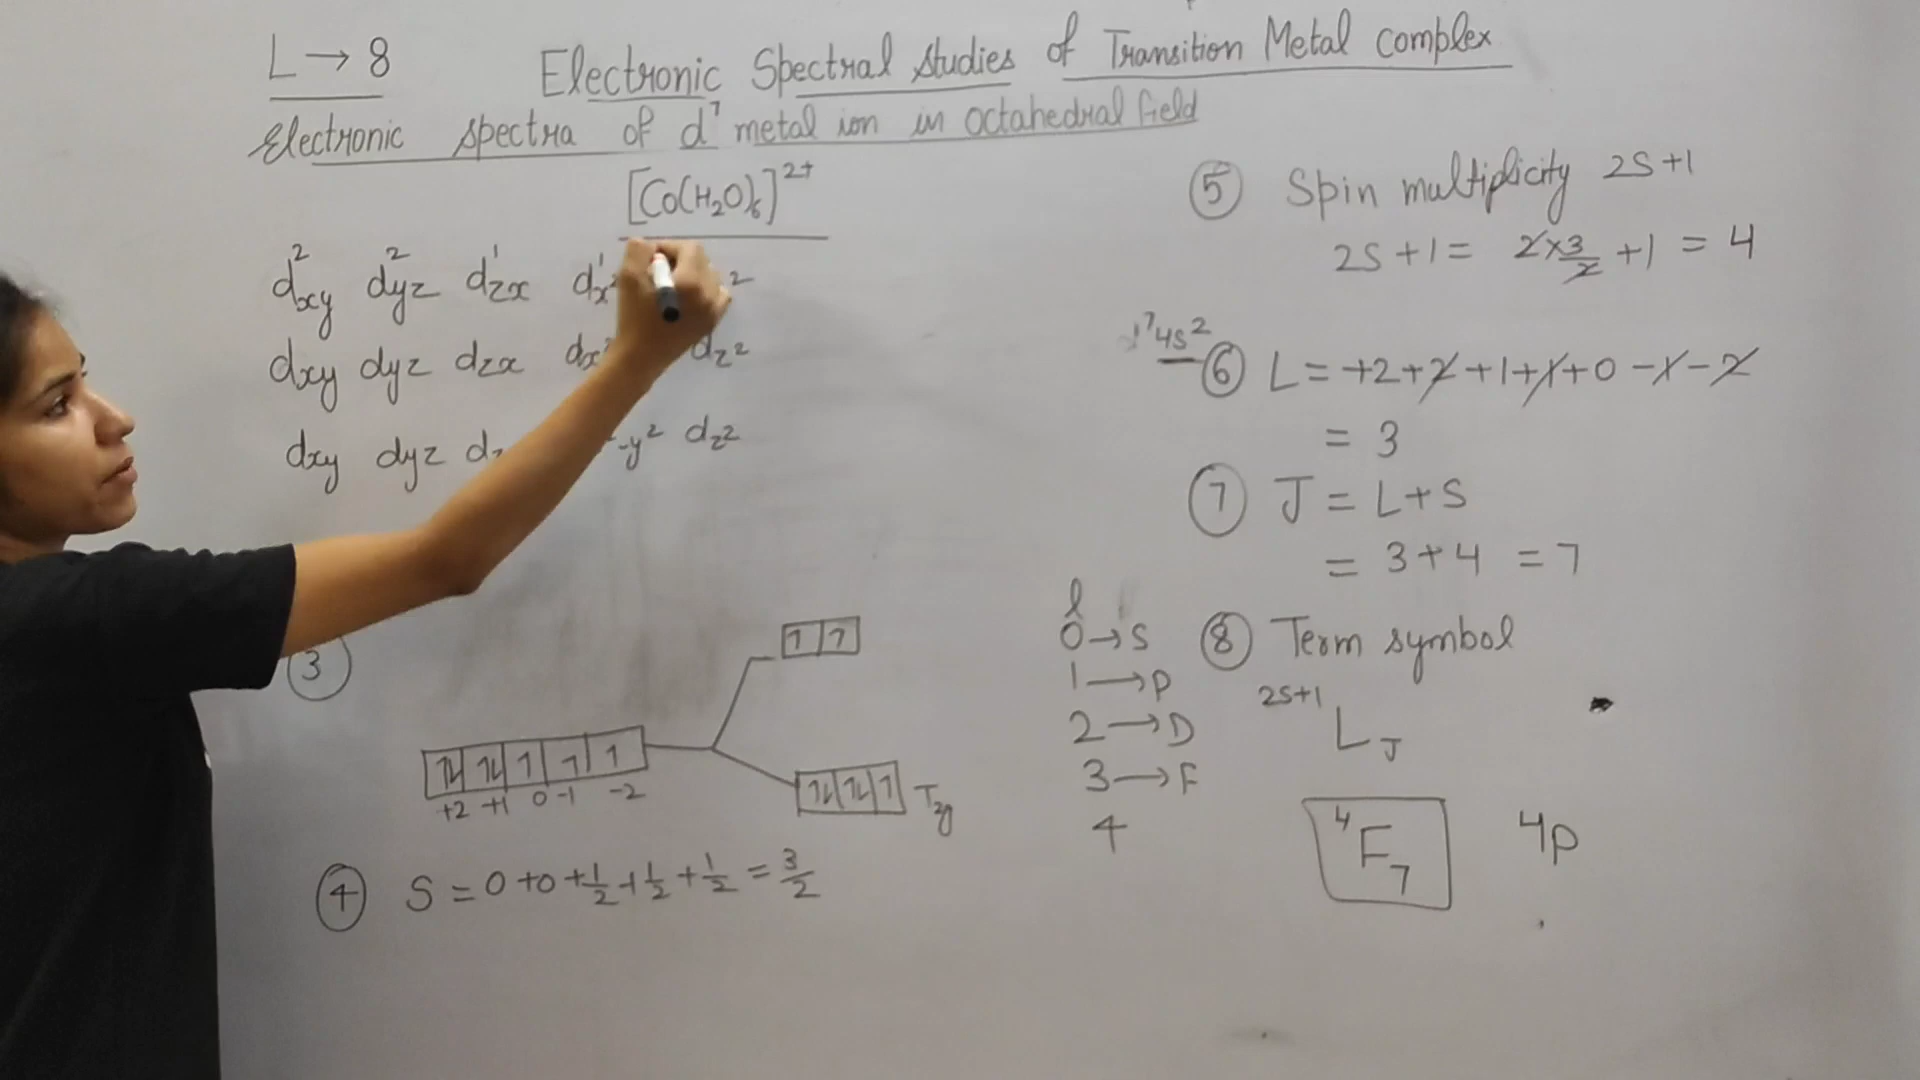 L → 8
Electronic Spectral Studies of Transition Metal Complex
Electronic spectra of d⁷ metal ion in octahedral field
[Co(H₂O)₆]²⁺
d²xy d²yz d¹zx d¹x²
dxy dyz dzx dx² dz²
dxy dyz -y² dz²
③
+2 +1 0 -1 -2
T₂g
④ S = 0 + 0 + 1/2 + 1/2 + 1/2 = 3/2
⑤ Spin multiplicity 2S+1
2S+1 = 2×3/2 + 1 = 4
d⁷4s²
⑥ L = +2+2+1+1+0-1-2
= 3
⑦ J = L+S
= 3+4 = 7
l
0 → S
1 → P
2 → D
3 → F
4
⑧ Term symbol
2S+1 L J
⁴F₇ 4P